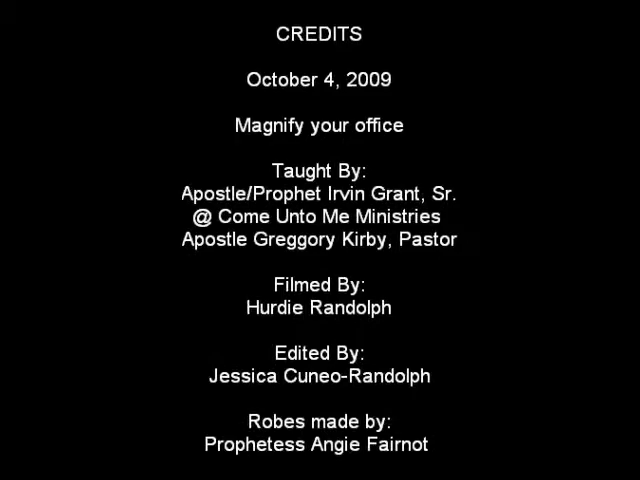 CREDITS
October 4, 2009
Magnify your office
Taught By:
Apostle/Prophet Irvin Grant, Sr.
@ Come Unto Me Ministries
Apostle Greggory Kirby, Pastor
Filmed By:
Hurdie Randolph
Edited By:
Jessica Cuneo-Randolph
Robes made by:
Prophetess Angie Fairnot